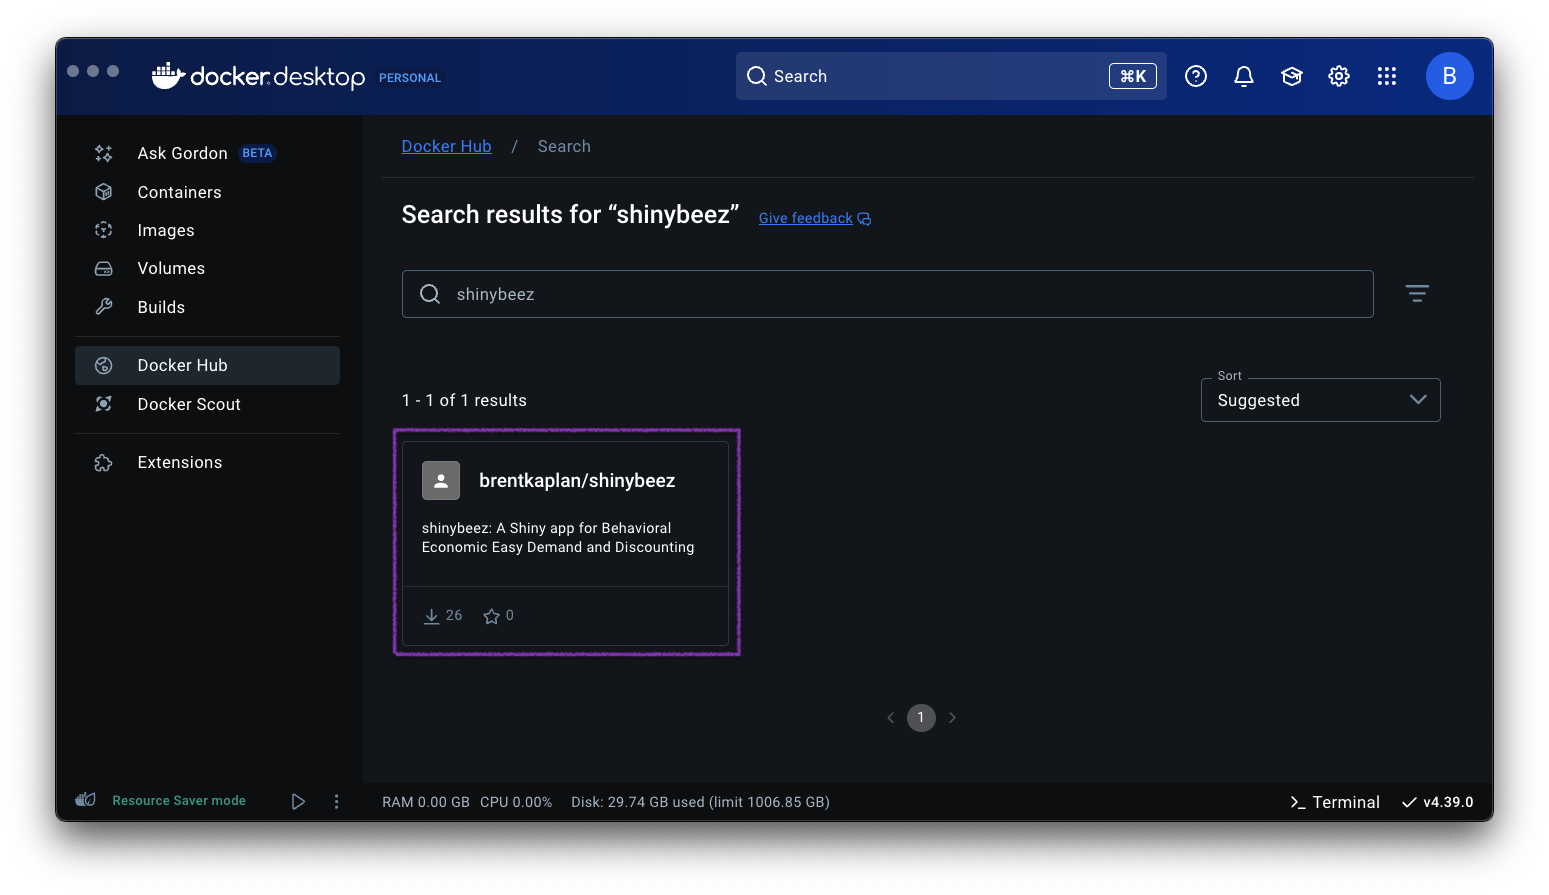 docker desktop PERSONAL
Search ⌘K
B
Ask Gordon BETA
Containers
Images
Volumes
Builds
Docker Hub
Docker Scout
Extensions
Docker Hub / Search
Search results for “shinybeez” Give feedback
shinybeez
1 - 1 of 1 results
Sort
Suggested
brentkaplan/shinybeez
shinybeez: A Shiny app for Behavioral
Economic Easy Demand and Discounting
26 0
1
Resource Saver mode
RAM 0.00 GB CPU 0.00% Disk: 29.74 GB used (limit 1006.85 GB)
Terminal v4.39.0